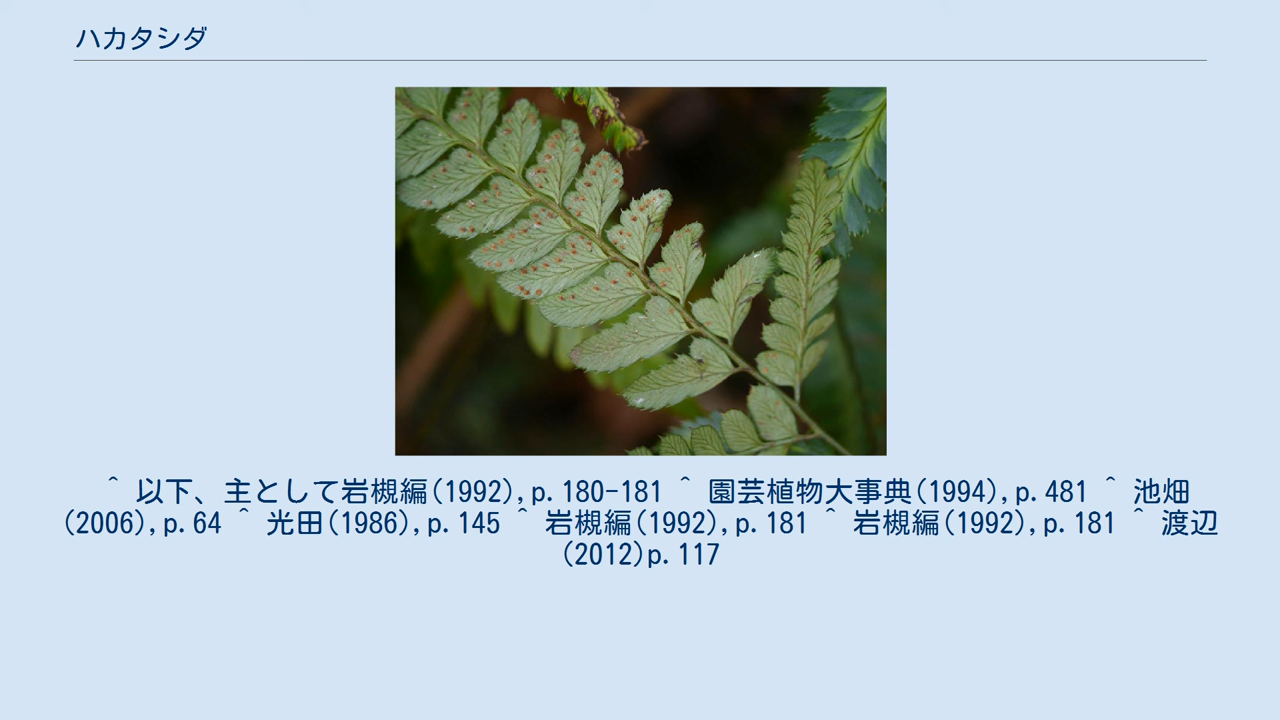 ハカタシダ
^ 以下、主として岩槻編(1992),p.180-181 ^ 園芸植物大事典(1994),p.481 ^ 池畑
(2006),p.64 ^ 光田(1986),p.145 ^ 岩槻編(1992),p.181 ^ 岩槻編(1992),p.181 ^ 渡辺
(2012)p.117